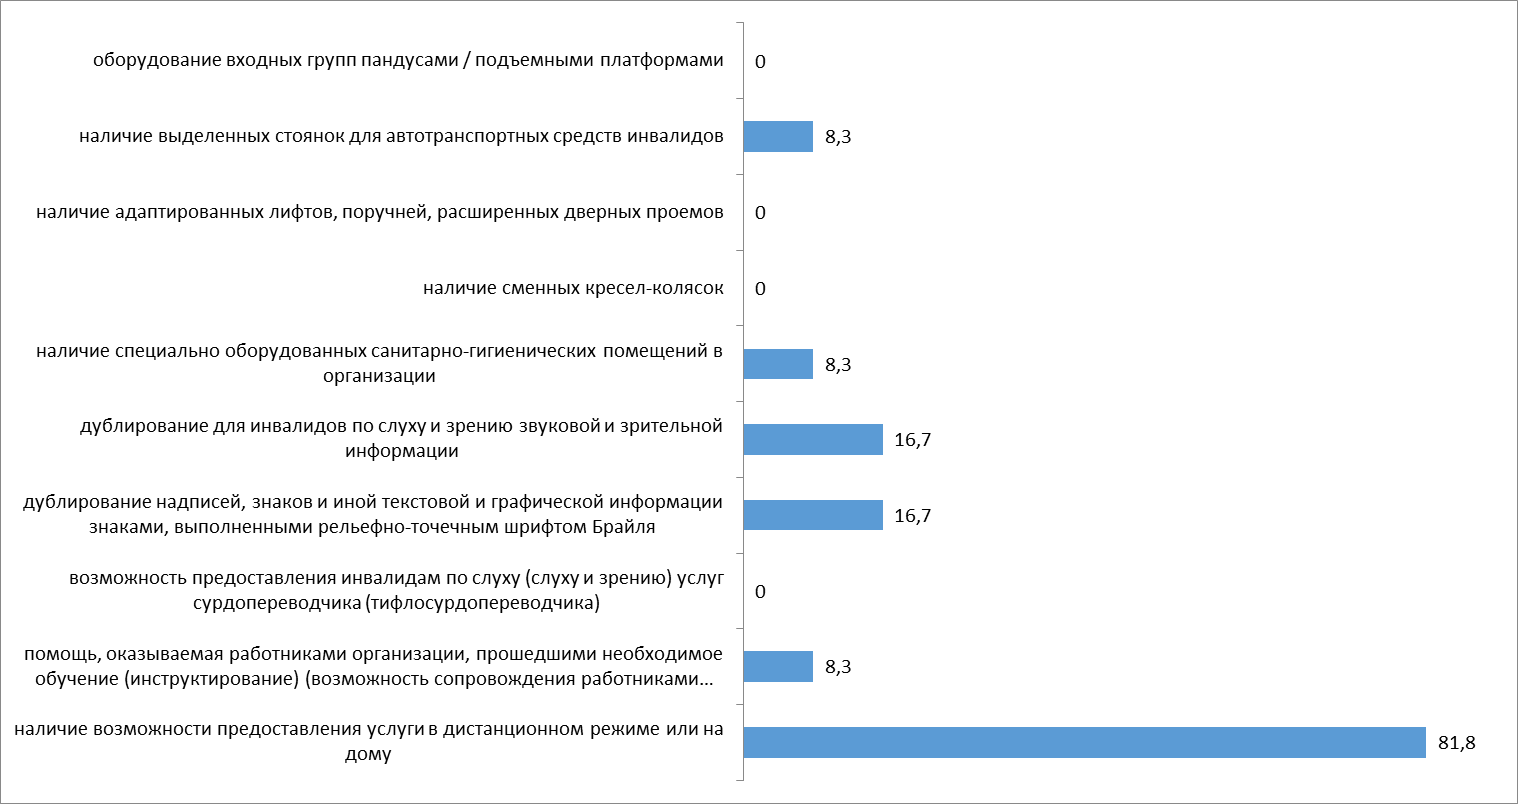 оборудование входных групп пандусами / подъемными платформами
0
наличие выделенных стоянок для автотранспортных средств инвалидов
8,3
наличие адаптированных лифтов, поручней, расширенных дверных проемов
0
наличие сменных кресел-колясок
0
наличие специально оборудованных санитарно-гигиенических помещений в
организации
8,3
дублирование для инвалидов по слуху и зрению звуковой и зрительной
информации
16,7
дублирование надписей, знаков и иной текстовой и графической информации
знаками, выполненными рельефно-точечным шрифтом Брайля
16,7
возможность предоставления инвалидам по слуху (слуху и зрению) услуг
сурдопереводчика (тифлосурдопереводчика)
0
помощь, оказываемая работниками организации, прошедшими необходимое
обучение (инструктирование) (возможность сопровождения работниками...
8,3
наличие возможности предоставления услуги в дистанционном режиме или на
дому
81,8